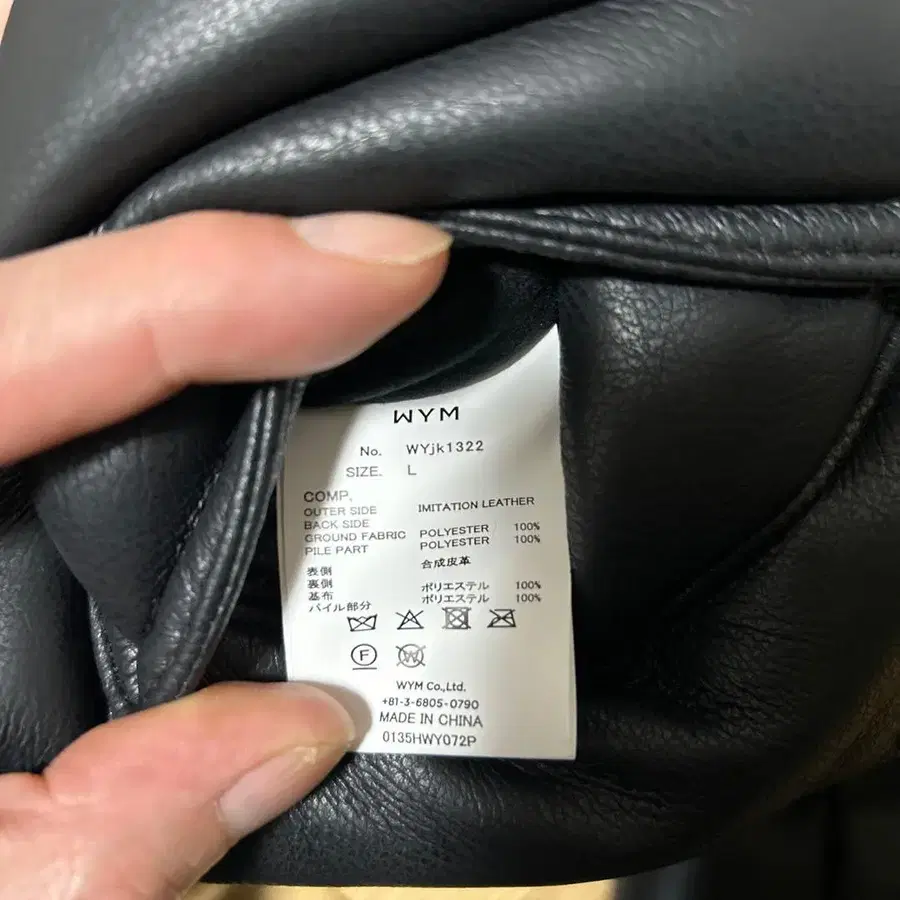 WYM
No. WYjk1322
SIZE. L
COMP.
OUTER SIDE IMITATION LEATHER
BACK SIDE
GROUND FABRIC POLYESTER 100%
PILE PART POLYESTER 100%
表側 合成皮革
裏側
基布 ポリエステル 100%
パイル部分 ポリエステル 100%
F
W
WYM Co.,Ltd.
+81-3-6805-0790
MADE IN CHINA
0135HWY072P